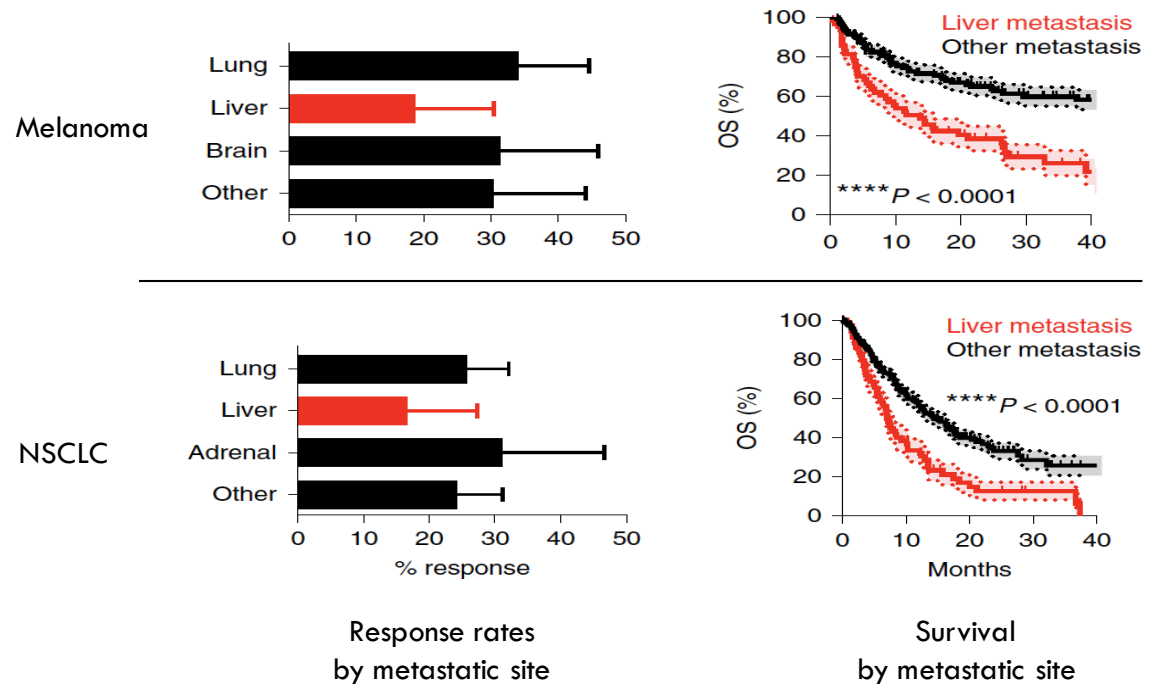 Melanoma
Lung
Liver
Brain
Other
0 10 20 30 40 50
OS (%)
100
80
60
40
20
0
Liver metastasis
Other metastasis
****P < 0.0001
0 10 20 30 40
NSCLC
Lung
Liver
Adrenal
Other
0 10 20 30 40 50
% response
OS (%)
100
80
60
40
20
0
Liver metastasis
Other metastasis
****P < 0.0001
0 10 20 30 40
Months
Response rates
by metastatic site
Survival
by metastatic site